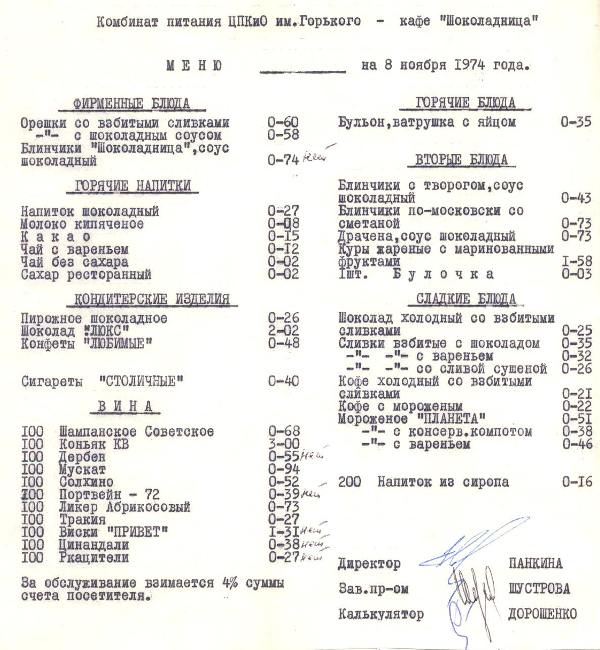 Комбинат питания ЦПКиО им.Горького - кафе "Шоколадница"
МЕНЮ на 8 ноября 1974 года.
ФИРМЕННЫЕ БЛЮДА
Орешки со взбитыми сливками 0-60
-"- с шоколадным соусом 0-58
Блинчики "Шоколадница",соус
шоколадный 0-74 нет
ГОРЯЧИЕ НАПИТКИ
Напиток шоколадный 0-27
Молоко кипяченое 0-08
Какао 0-15
Чай с вареньем 0-12
Чай без сахара 0-02
Сахар ресторанный 0-02
КОНДИТЕРСКИЕ ИЗДЕЛИЯ
Пирожное шоколадное 0-26
Шоколад "ЛЮКС" 2-02
Конфеты "ЛЮБИМЫЕ" 0-48
Сигареты "СТОЛИЧНЫЕ" 0-40
ВИНА
100 Шампанское Советское 0-68
100 Коньяк КВ 3-00
100 Дербен 0-55 нет
100 Мускат 0-94
100 Солхино 0-52
100 Портвейн - 72 0-39 нет
100 Ликер Абрикосовый 0-73
100 Тракия 0-27
100 Виски "ПРИВЕТ" 1-31 нет
100 Цинандали 0-38 нет
100 Ркацители 0-27 нет
За обслуживание взимается 4% суммы
счета посетителя.
ГОРЯЧИЕ БЛЮДА
Бульон,ватрушка с яйцом 0-35
ВТОРЫЕ БЛЮДА
Блинчики с творогом,соус
шоколадный 0-43
Блинчики по-московски со
сметаной 0-73
Драчена,соус шоколадный 0-73
Куры жареные с маринованными
фруктами 1-58
1шт. Булочка 0-03
СЛАДКИЕ БЛЮДА
Шоколад холодный со взбитыми
сливками 0-25
Сливки взбитые с шоколадом 0-35
-"- -"- с вареньем 0-32
-"- -"- со сливой сушеной 0-26
Кофе холодный со взбитыми
сливками 0-21
Кофе с мороженым 0-22
Мороженое "ПЛАНЕТА" 0-51
-"- с консерв.компотом 0-38
-"- с вареньем 0-46
200 Напиток из сиропа 0-16
Директор ПАНКИНА
Зав.пр-ом ШУСТРОВА
Калькулятор ДОРОШЕНКО